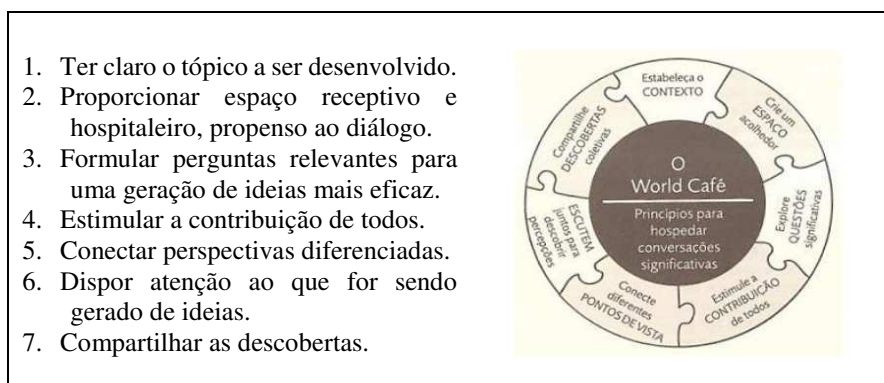 1. Ter claro o tópico a ser desenvolvido.
2. Proporcionar espaço receptivo e
hospitaleiro, propenso ao diálogo.
3. Formular perguntas relevantes para
uma geração de ideias mais eficaz.
4. Estimular a contribuição de todos.
5. Conectar perspectivas diferenciadas.
6. Dispor atenção ao que for sendo
gerado de ideias.
7. Compartilhar as descobertas.
Estabeleça o
CONTEXTO
Crie um
ESPAÇO
acolhedor
Explore
QUESTÕES
significativas
Estimule a
CONTRIBUIÇÃO
de todos
Conecte
diferentes
PONTOS DE VISTA
ESCUTEM
juntos para
descobrir
percepções
Compartilhe
DESCOBERTAS
coletivas
O
World Café
Princípios para
hospedar
conversações
significativas